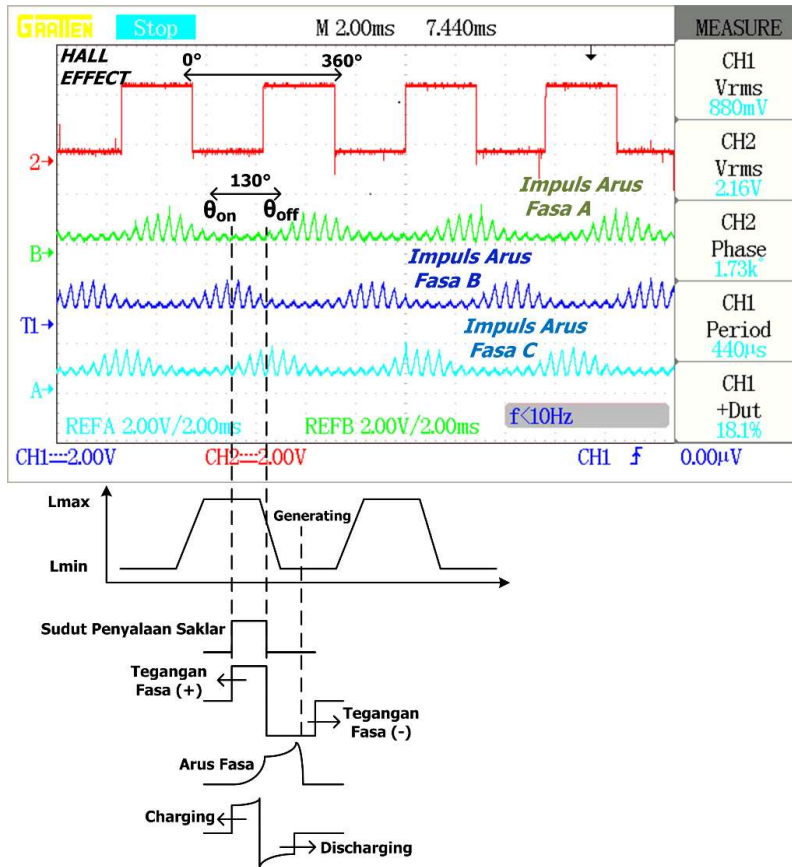 GRATTEN Stop M 2.00ms 7.440ms MEASURE
HALL EFFECT
0° 360°
CH1
Vrms
880mV
CH2
Vrms
2.16V
CH2
Phase
1.73k°
CH1
Period
440μs
CH1
+Dut
18.1%
2
130°
θon θoff
Impuls Arus
Fasa A
B
Impuls Arus
Fasa B
T1
Impuls Arus
Fasa C
A
REFA 2.00V/2.00ms REFB 2.00V/2.00ms f<10Hz
CH1 2.00V CH2 2.00V CH1 0.00μV
Lmax
Generating
Lmin
Sudut Penyalaan Saklar
Tegangan
Fasa (+)
Tegangan
Fasa (-)
Arus Fasa
Charging
Discharging